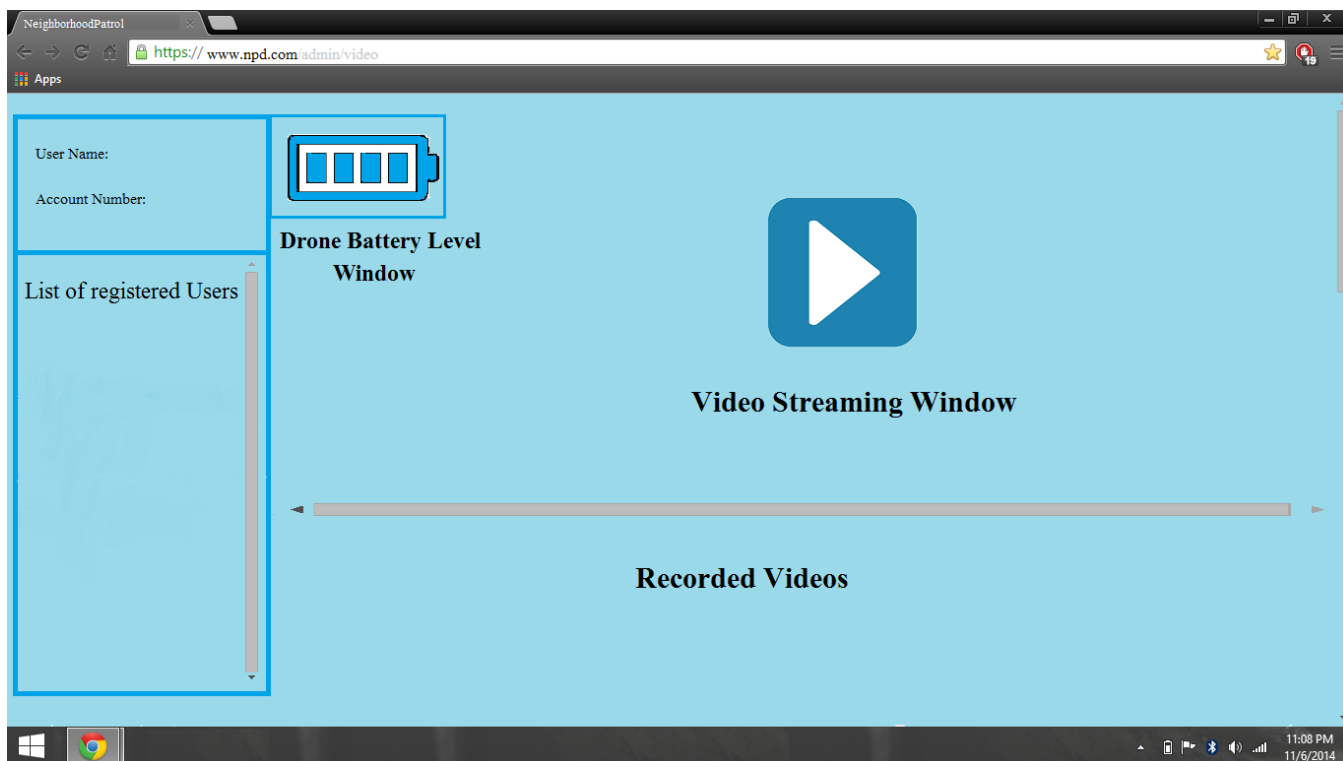 NeighborhoodPatrol
https:// www.npd.com/admin/video
19
Apps
User Name:
Account Number:
Drone Battery Level
Window
List of registered Users
Video Streaming Window
Recorded Videos
11:08 PM
11/6/2014